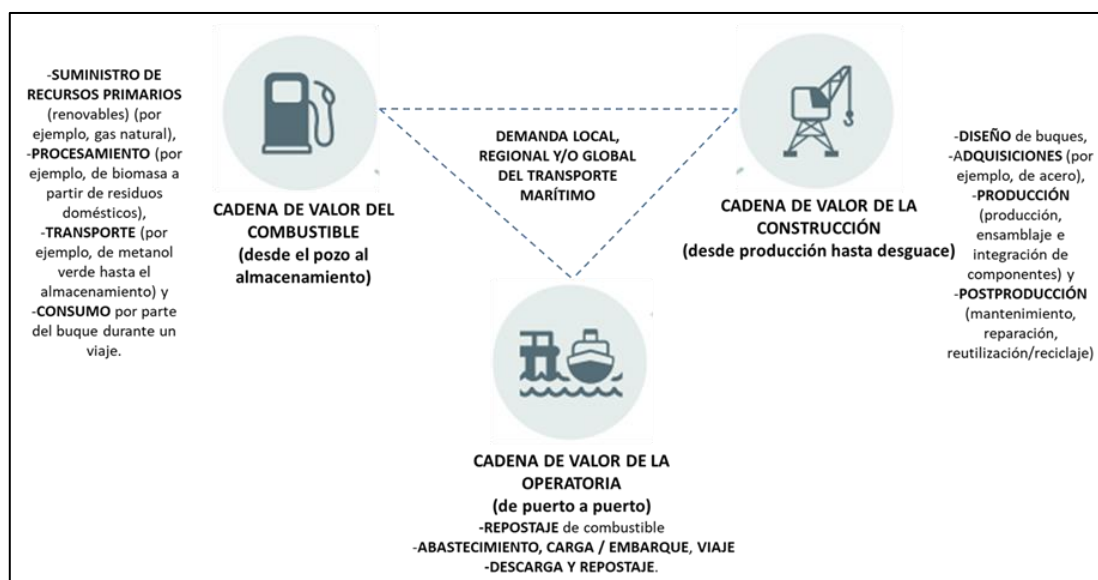 -SUMINISTRO DE
RECURSOS PRIMARIOS
(renovables) (por
ejemplo, gas natural),
-PROCESAMIENTO (por
ejemplo, de biomasa a
partir de residuos
domésticos),
-TRANSPORTE (por
ejemplo, de metanol
verde hasta el
almacenamiento) y
-CONSUMO por parte
del buque durante un
viaje.
CADENA DE VALOR DEL
COMBUSTIBLE
(desde el pozo al
almacenamiento)
DEMANDA LOCAL,
REGIONAL Y/O GLOBAL
DEL TRANSPORTE
MARÍTIMO
CADENA DE VALOR DE LA
CONSTRUCCIÓN
(desde producción hasta desguace)
-DISEÑO de buques,
-ADQUISICIONES (por
ejemplo, de acero),
-PRODUCCIÓN
(producción,
ensamblaje e
integración de
componentes) y
-POSTPRODUCCIÓN
(mantenimiento,
reparación,
reutilización/reciclaje)
CADENA DE VALOR DE LA
OPERATORIA
(de puerto a puerto)
-REPOSTAJE de combustible
-ABASTECIMIENTO, CARGA / EMBARQUE, VIAJE
-DESCARGA Y REPOSTAJE.